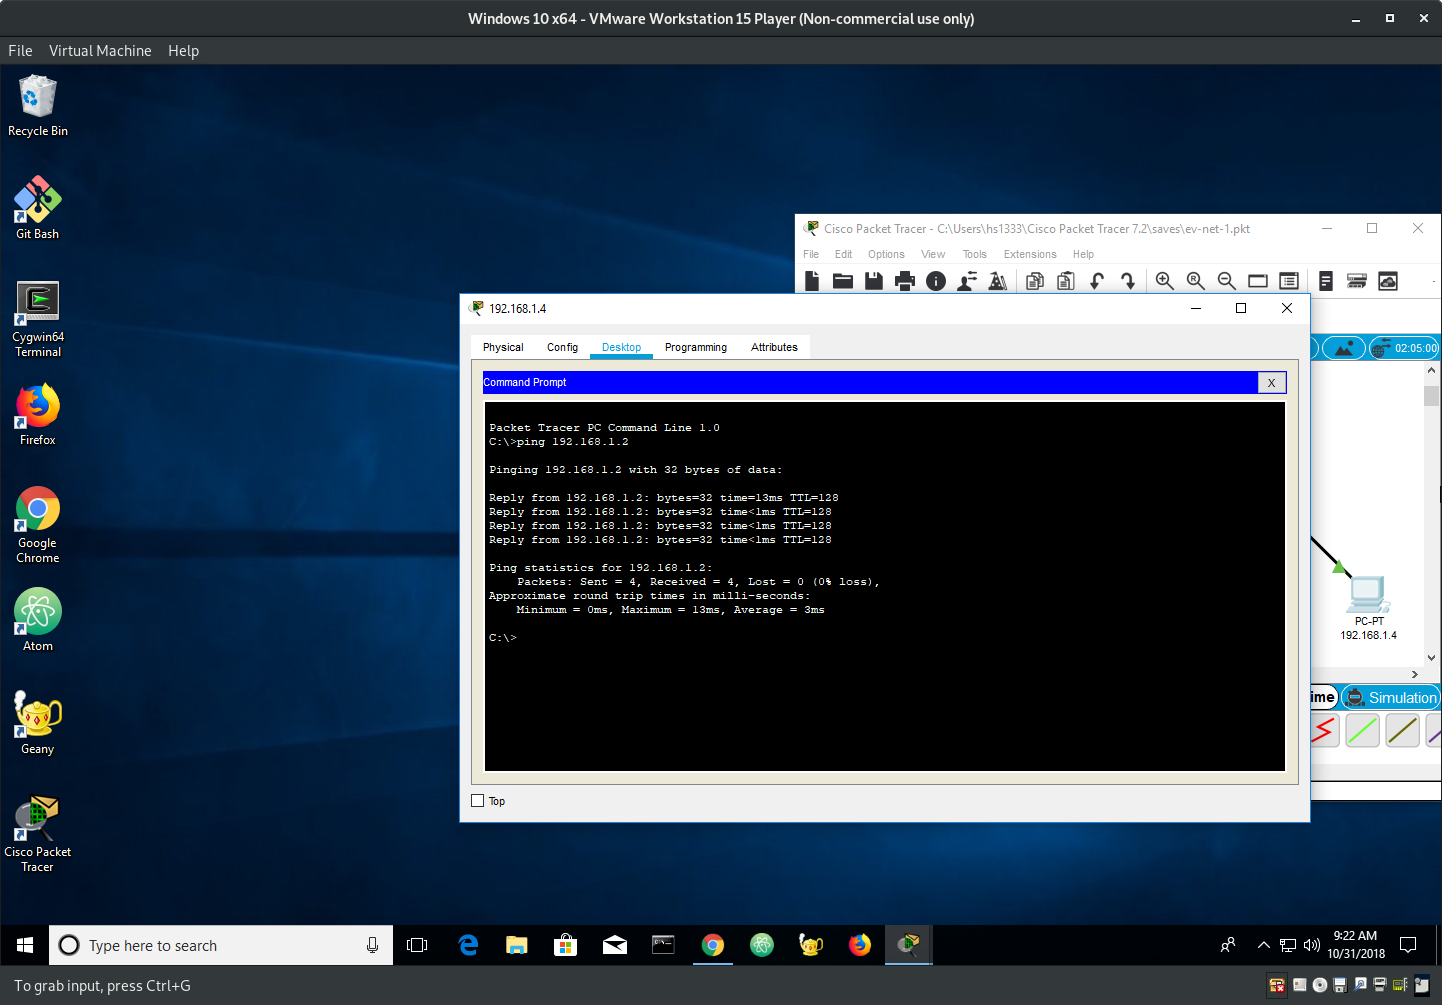 Windows 10 x64 - VMware Workstation 15 Player (Non-commercial use only)
File Virtual Machine Help
Recycle Bin
Git Bash
Cygwin64
Terminal
Firefox
Google
Chrome
Atom
Geany
Cisco Packet
Tracer
Cisco Packet Tracer - C:\Users\hs1333\Cisco Packet Tracer 7.2\saves\ev-net-1.pkt
File Edit Options View Tools Extensions Help
02:05:00
192.168.1.4
Physical Config Desktop Programming Attributes
Command Prompt
X
Packet Tracer PC Command Line 1.0
C:\>ping 192.168.1.2
Pinging 192.168.1.2 with 32 bytes of data:
Reply from 192.168.1.2: bytes=32 time=13ms TTL=128
Reply from 192.168.1.2: bytes=32 time<1ms TTL=128
Reply from 192.168.1.2: bytes=32 time<1ms TTL=128
Reply from 192.168.1.2: bytes=32 time<1ms TTL=128
Ping statistics for 192.168.1.2:
Packets: Sent = 4, Received = 4, Lost = 0 (0% loss),
Approximate round trip times in milli-seconds:
Minimum = 0ms, Maximum = 13ms, Average = 3ms
C:\>
Top
PC-PT
192.168.1.4
ime Simulation
Type here to search
9:22 AM
10/31/2018
To grab input, press Ctrl+G